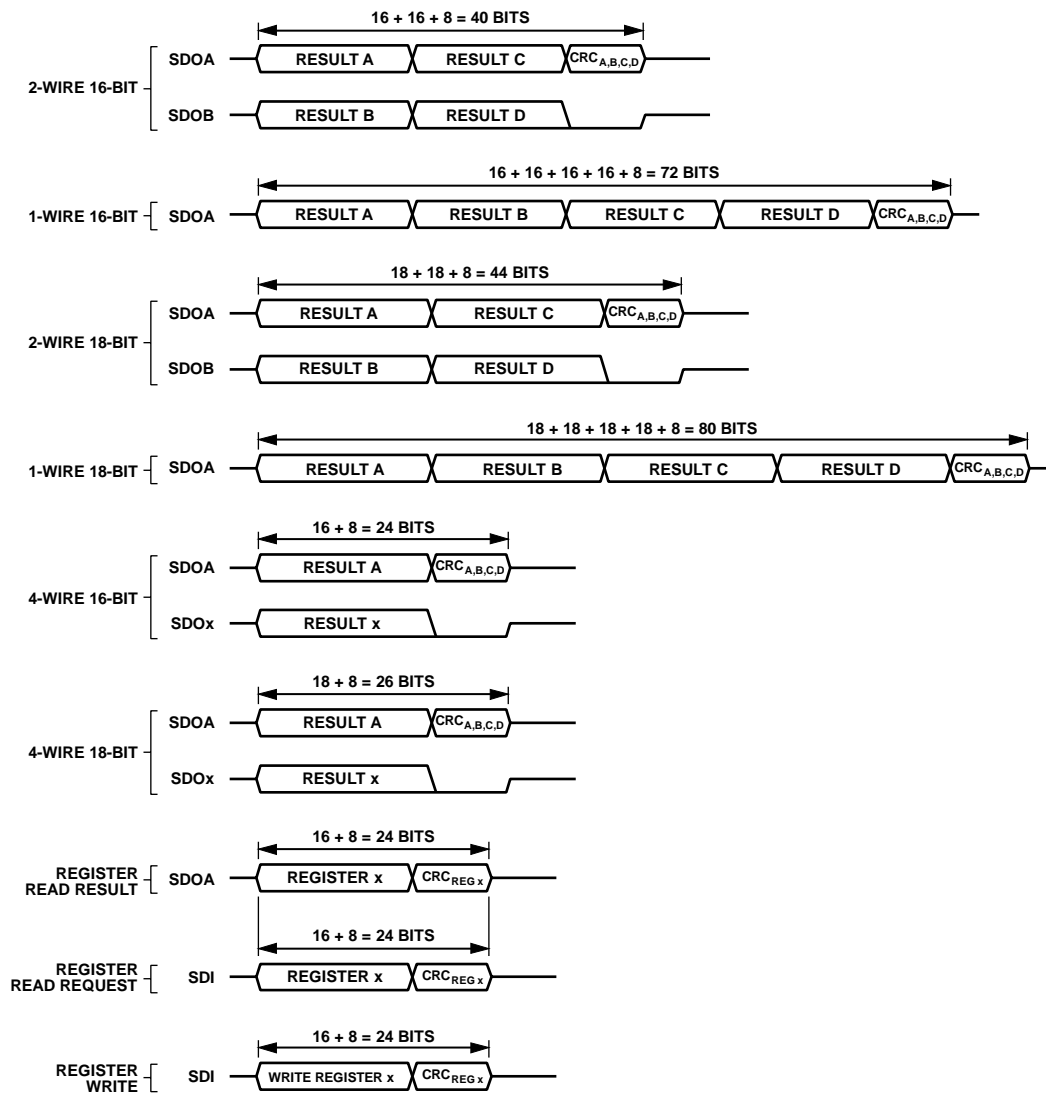 16 + 16 + 8 = 40 BITS
2-WIRE 16-BIT
SDOA RESULT A RESULT C CRCA,B,C,D
SDOB RESULT B RESULT D
16 + 16 + 16 + 16 + 8 = 72 BITS
1-WIRE 16-BIT SDOA RESULT A RESULT B RESULT C RESULT D CRCA,B,C,D
18 + 18 + 8 = 44 BITS
2-WIRE 18-BIT
SDOA RESULT A RESULT C CRCA,B,C,D
SDOB RESULT B RESULT D
18 + 18 + 18 + 18 + 8 = 80 BITS
1-WIRE 18-BIT SDOA RESULT A RESULT B RESULT C RESULT D CRCA,B,C,D
16 + 8 = 24 BITS
4-WIRE 16-BIT
SDOA RESULT A CRCA,B,C,D
SDOx RESULT x
18 + 8 = 26 BITS
4-WIRE 18-BIT
SDOA RESULT A CRCA,B,C,D
SDOx RESULT x
16 + 8 = 24 BITS
REGISTER
READ RESULT
SDOA REGISTER x CRCREG x
16 + 8 = 24 BITS
REGISTER
READ REQUEST
SDI REGISTER x CRCREG x
16 + 8 = 24 BITS
REGISTER
WRITE
SDI WRITE REGISTER x CRCREG x